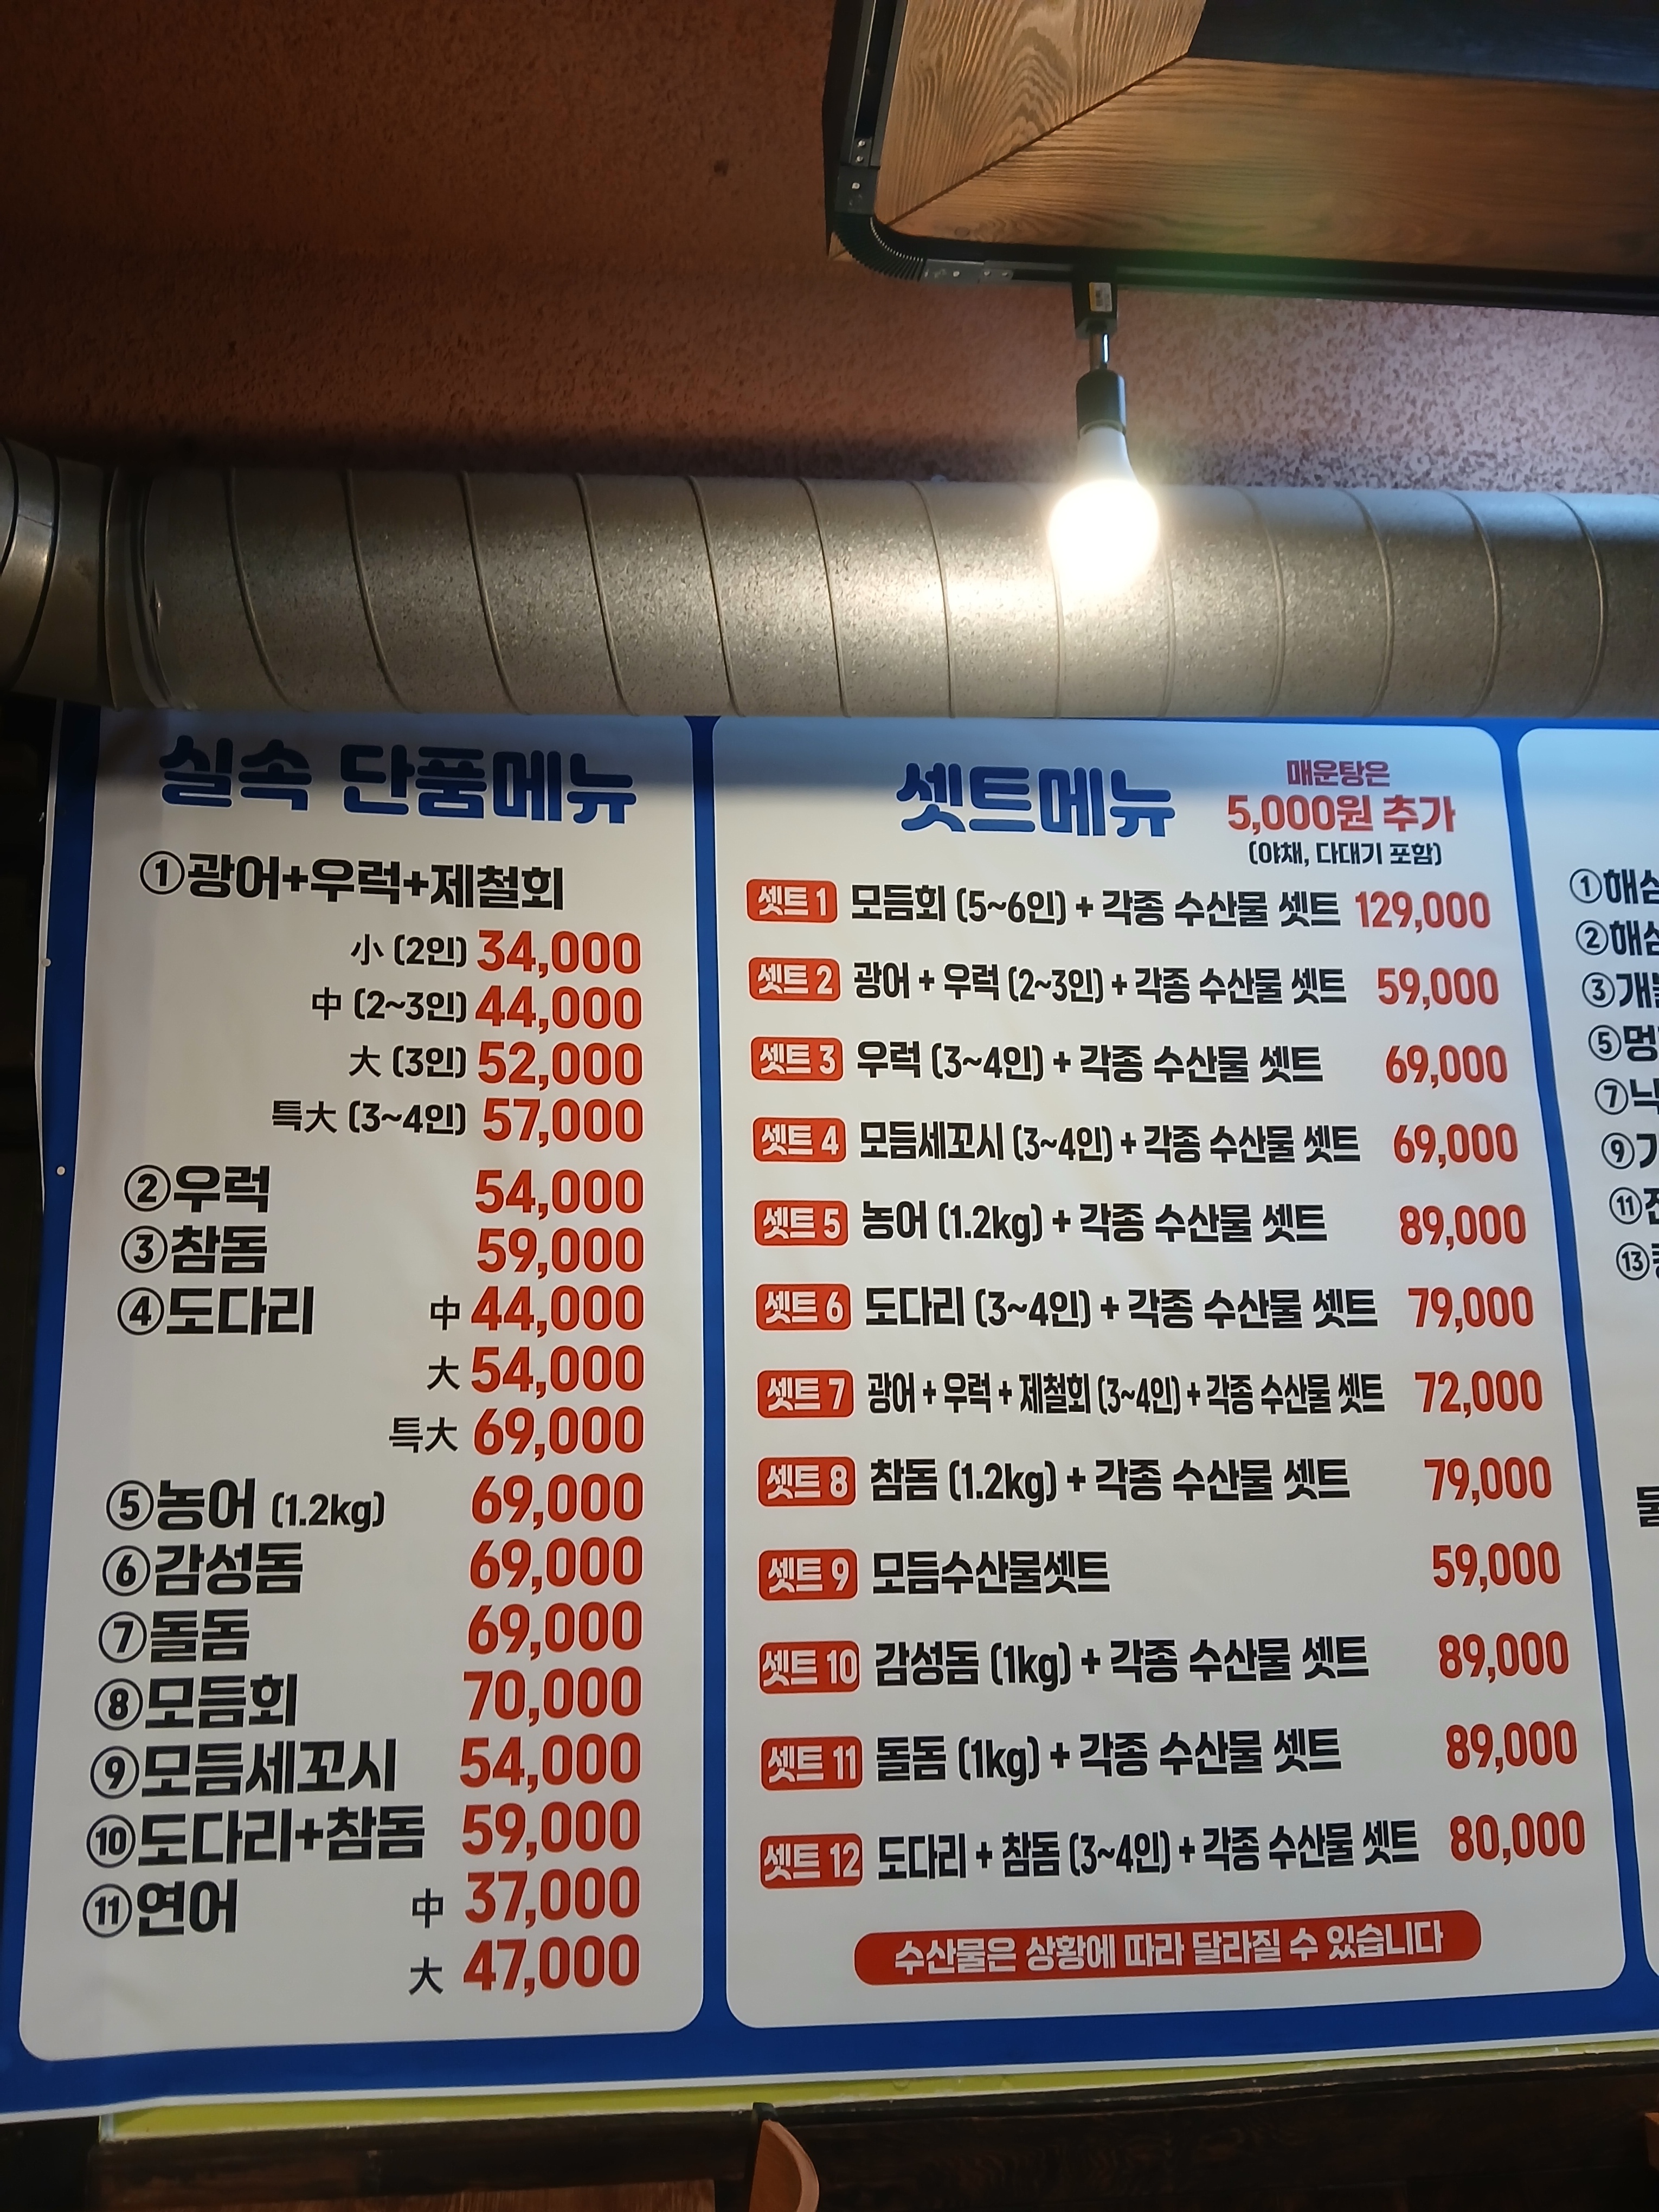 실속 단품메뉴
①광어+우럭+제철회
小 (2인) 34,000
中 (2~3인) 44,000
大 (3인) 52,000
특大 (3~4인) 57,000
②우럭 54,000
③참돔 59,000
④도다리 中 44,000
大 54,000
특大 69,000
⑤농어 (1.2kg) 69,000
⑥감성돔 69,000
⑦돌돔 69,000
⑧모듬회 70,000
⑨모듬세꼬시 54,000
⑩도다리+참돔 59,000
⑪연어 中 37,000
大 47,000
셋트메뉴
매운탕은
5,000원 추가
(야채, 다대기 포함)
셋트 1 모듬회 (5~6인) + 각종 수산물 셋트 129,000
셋트 2 광어 + 우럭 (2~3인) + 각종 수산물 셋트 59,000
셋트 3 우럭 (3~4인) + 각종 수산물 셋트 69,000
셋트 4 모듬세꼬시 (3~4인) + 각종 수산물 셋트 69,000
셋트 5 농어 (1.2kg) + 각종 수산물 셋트 89,000
셋트 6 도다리 (3~4인) + 각종 수산물 셋트 79,000
셋트 7 광어 + 우럭 + 제철회 (3~4인) + 각종 수산물 셋트 72,000
셋트 8 참돔 (1.2kg) + 각종 수산물 셋트 79,000
셋트 9 모듬수산물셋트 59,000
셋트 10 감성돔 (1kg) + 각종 수산물 셋트 89,000
셋트 11 돌돔 (1kg) + 각종 수산물 셋트 89,000
셋트 12 도다리 + 참돔 (3~4인) + 각종 수산물 셋트 80,000
수산물은 상황에 따라 달라질 수 있습니다
①해
②해
③개
⑤멍
⑦
⑨
⑪
⑬